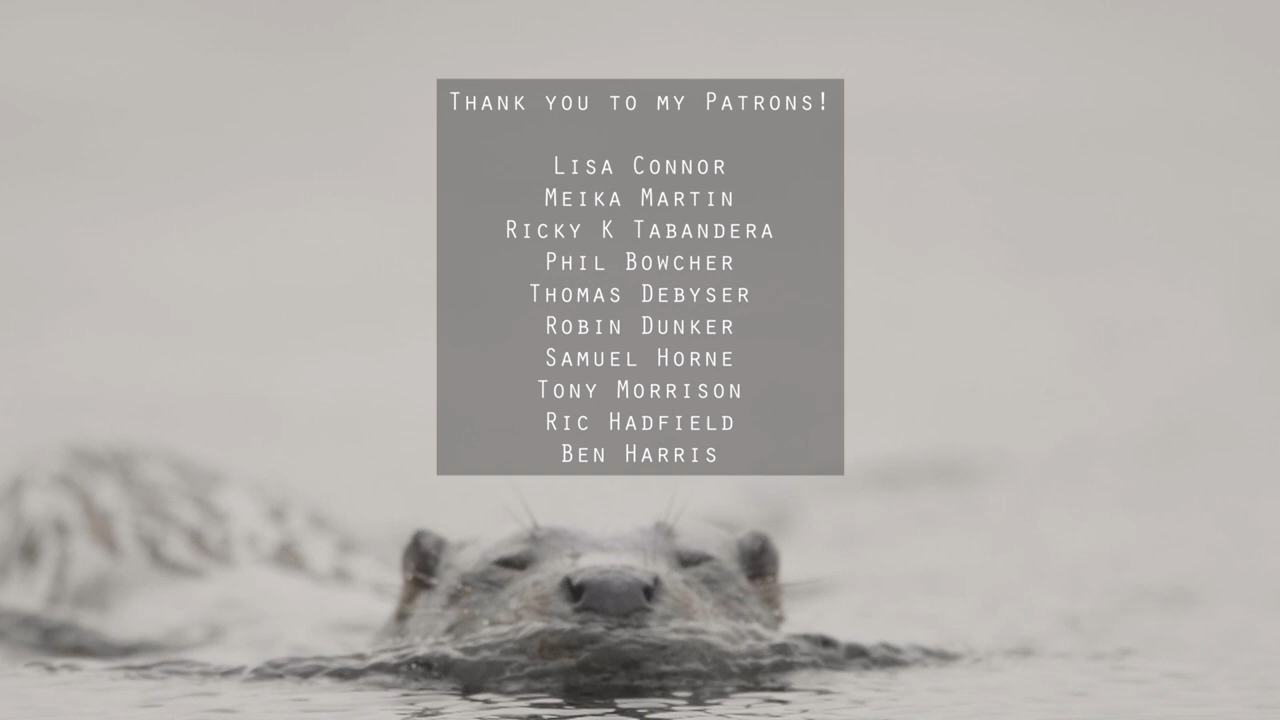 Thank you to my Patrons!
Lisa Connor
Meika Martin
Ricky K Tabandera
Phil Bowcher
Thomas Debyser
Robin Dunker
Samuel Horne
Tony Morrison
Ric Hadfield
Ben Harris